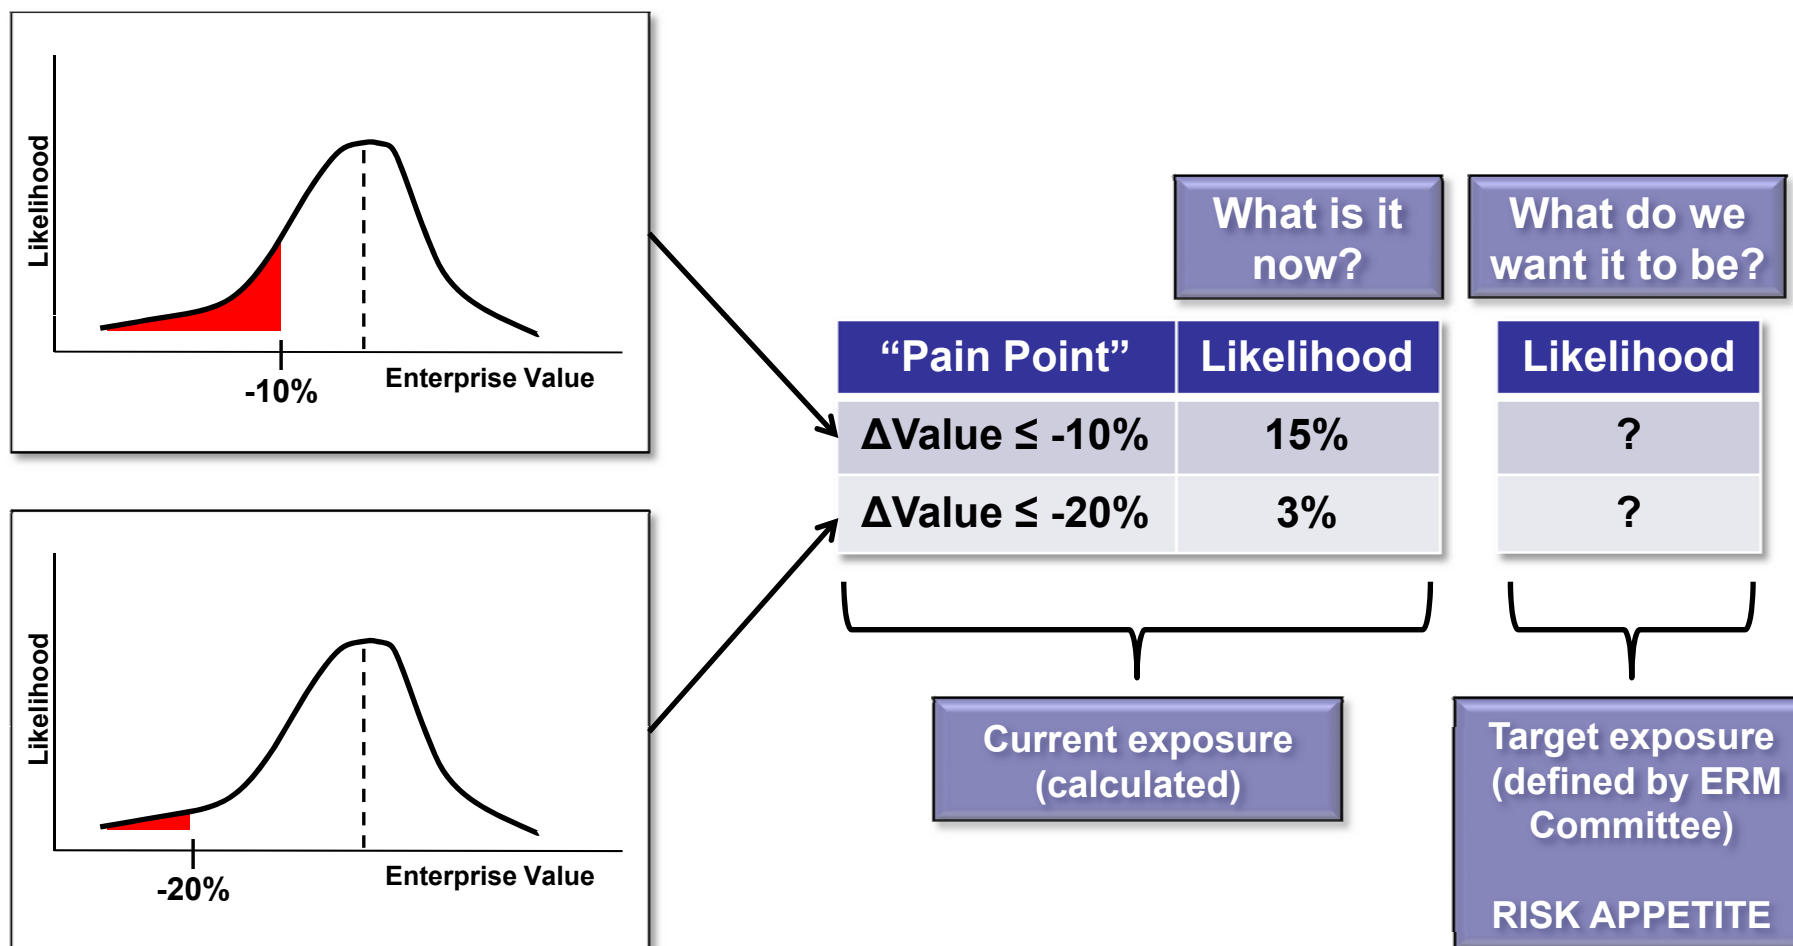 Likelihood
-10%
Enterprise Value
Likelihood
-20%
Enterprise Value
What is it
now?
What do we
want it to be?
“Pain Point”
Likelihood
Likelihood
ΔValue ≤ -10%
15%
?
ΔValue ≤ -20%
3%
?
Current exposure
(calculated)
Target exposure
(defined by ERM
Committee)
RISK APPETITE